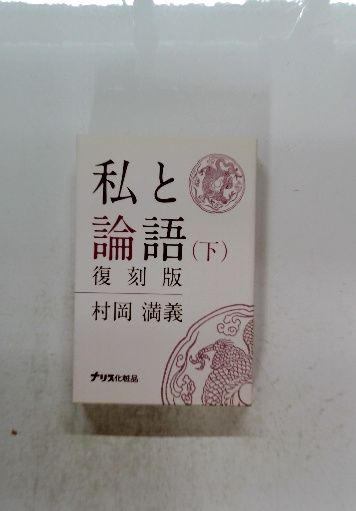 私と
論語(下)
復刻版
村岡 満義
ナリス化粧品